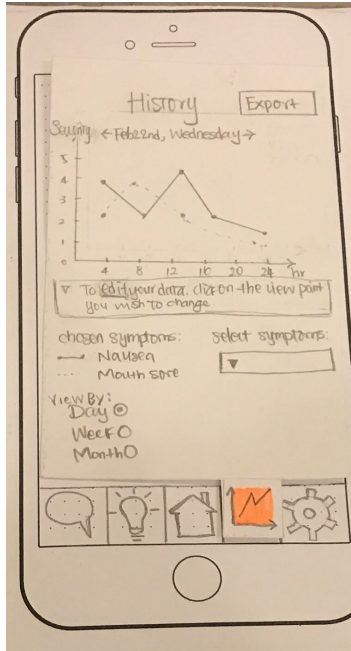 History
Export
Severity
←Feb 22nd, Wednesday→
5
4
3
2
1
0
4 8 12 16 20 24 hr
▼ To edit your data, click on the view point
you wish to change
chosen symptoms:
Nausea
Mouth sore
select symptoms:
▼
View By:
Day
Week
Month